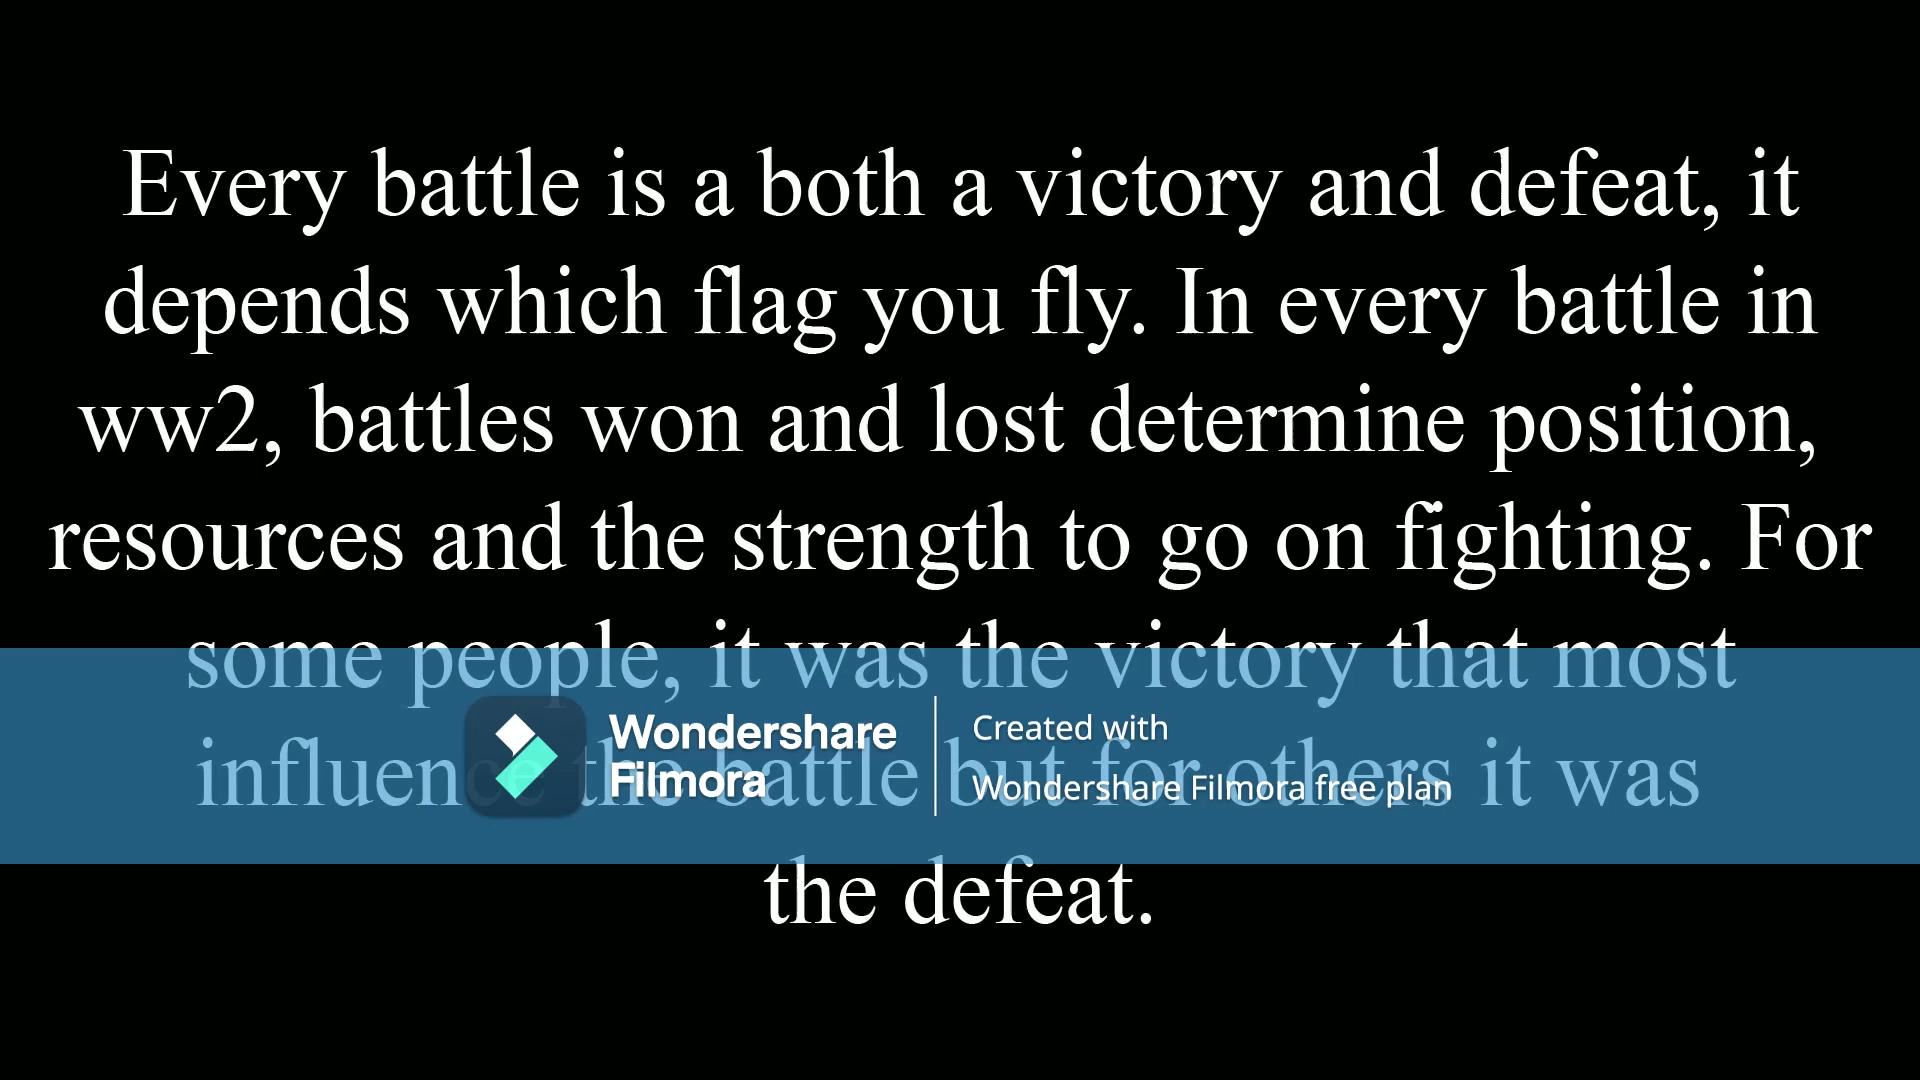 Every battle is a both a victory and defeat, it
depends which flag you fly. In every battle in
ww2, battles won and lost determine position,
resources and the strength to go on fighting. For
some people, it was the victory that most
influence the battle but for others it was
the defeat.
Wondershare
Filmora
Created with
Wondershare Filmora free plan